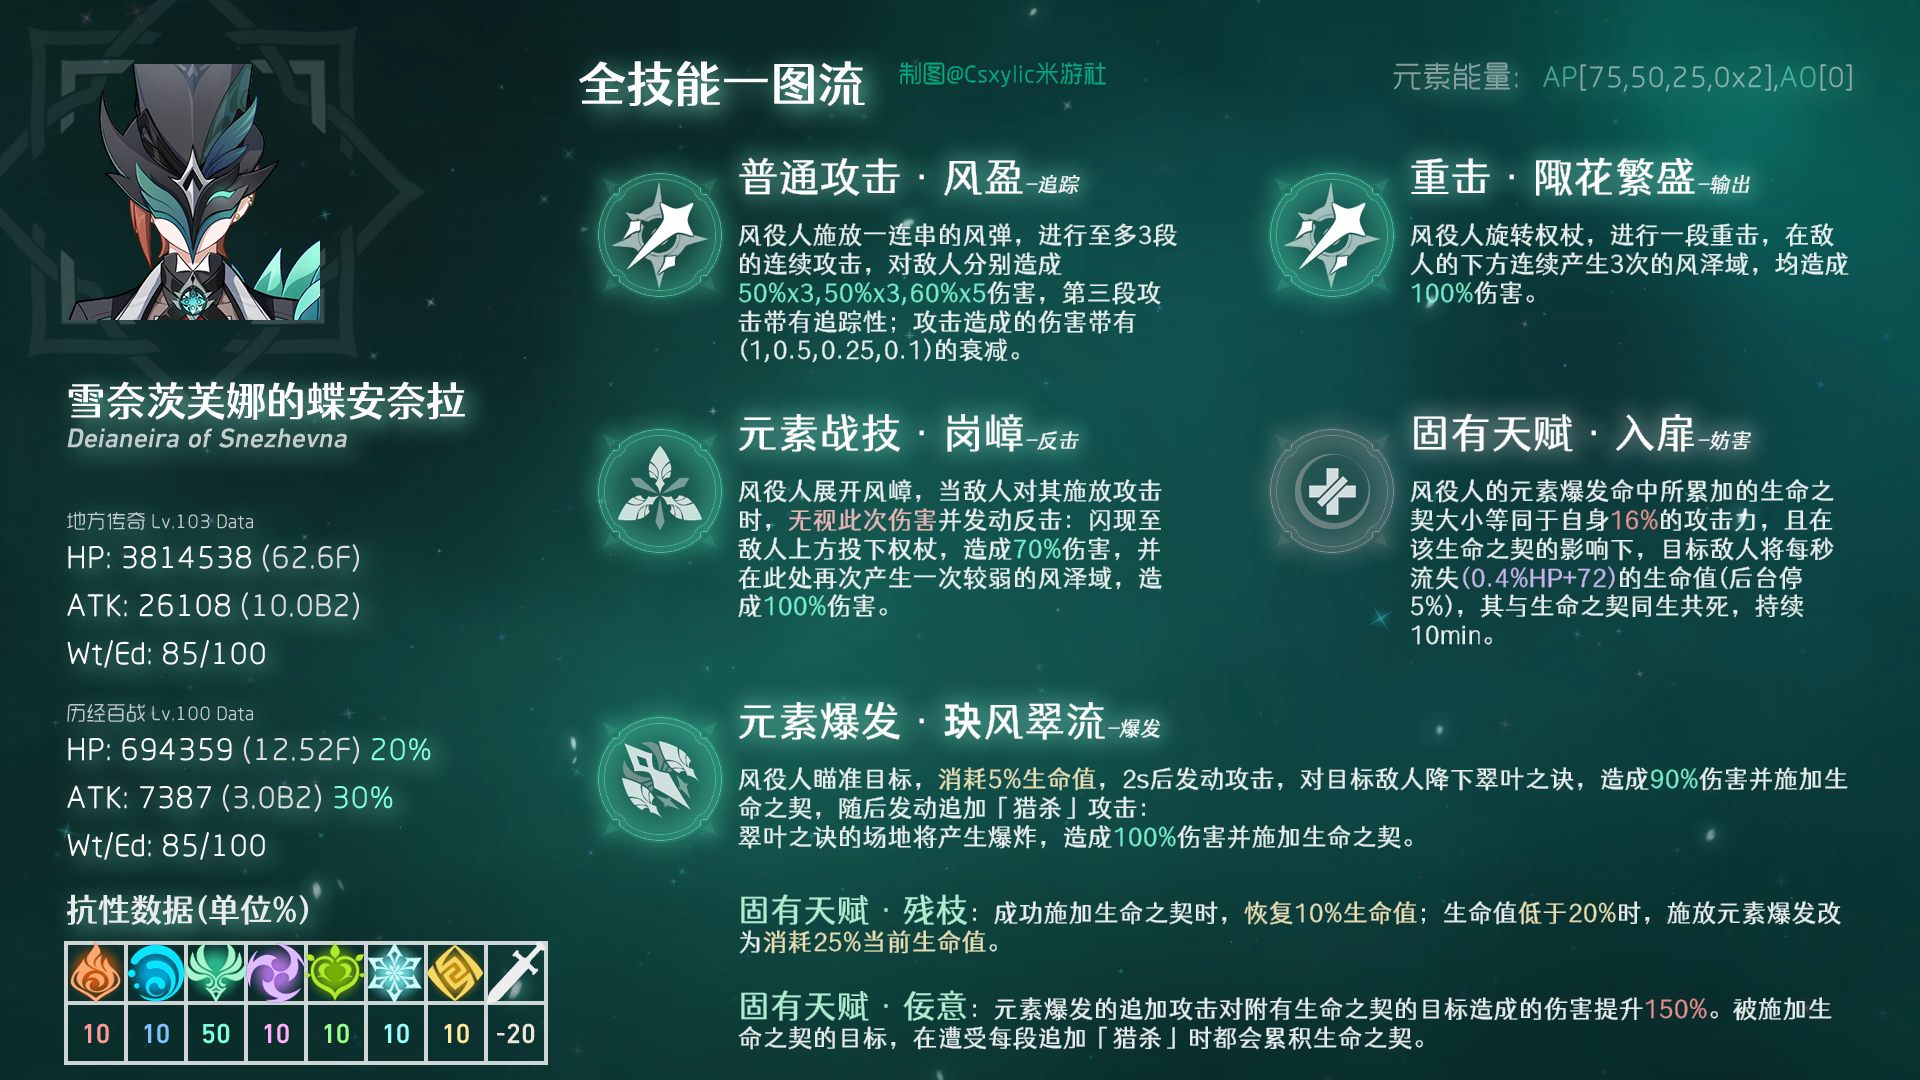 全技能一图流
制图@Csxylic米游社
元素能量： AP[75,50,25,0x2],AO[0]
雪奈茨芙娜的蝶安奈拉
Deianeira of Snezhevna
地方传奇 Lv.103 Data
HP: 3814538 (62.6F)
ATK: 26108 (10.0B2)
Wt/Ed: 85/100
历经百战 Lv.100 Data
HP: 694359 (12.52F) 20%
ATK: 7387 (3.0B2) 30%
Wt/Ed: 85/100
抗性数据(单位%)
10 10 50 10 10 10 10 -20
普通攻击 · 风盈-追踪
风役人施放一连串的风弹，进行至多3段
的连续攻击，对敌人分别造成
50%x3,50%x3,60%x5伤害，第三段攻
击带有追踪性；攻击造成的伤害带有
(1,0.5,0.25,0.1)的衰减。
重击 · 陬花繁盛-输出
风役人旋转权杖，进行一段重击，在敌
人的下方连续产生3次的风泽域，均造成
100%伤害。
元素战技 · 岗嶂-反击
风役人展开风嶂，当敌人对其施放攻击
时，无视此次伤害并发动反击：闪现至
敌人上方投下权杖，造成70%伤害，并
在此处再次产生一次较弱的风泽域，造
成100%伤害。
固有天赋 · 入扉-妨害
风役人的元素爆发命中所累加的生命之
契大小等同于自身16%的攻击力，且在
该生命之契的影响下，目标敌人将每秒
流失(0.4%HP+72)的生命值(后台停
5%)，其与生命之契同生共死，持续
10min。
元素爆发 · 玦风翠流-爆发
风役人瞄准目标，消耗5%生命值，2s后发动攻击，对目标敌人降下翠叶之诀，造成90%伤害并施加生
命之契，随后发动追加「猎杀」攻击：
翠叶之诀的场地将产生爆炸，造成100%伤害并施加生命之契。
固有天赋 · 残枝：成功施加生命之契时，恢复10%生命值；生命值低于20%时，施放元素爆发改
为消耗25%当前生命值。
固有天赋 · 佞意：元素爆发的追加攻击对附有生命之契的目标造成的伤害提升150%。被施加生
命之契的目标，在遭受每段追加「猎杀」时都会累积生命之契。